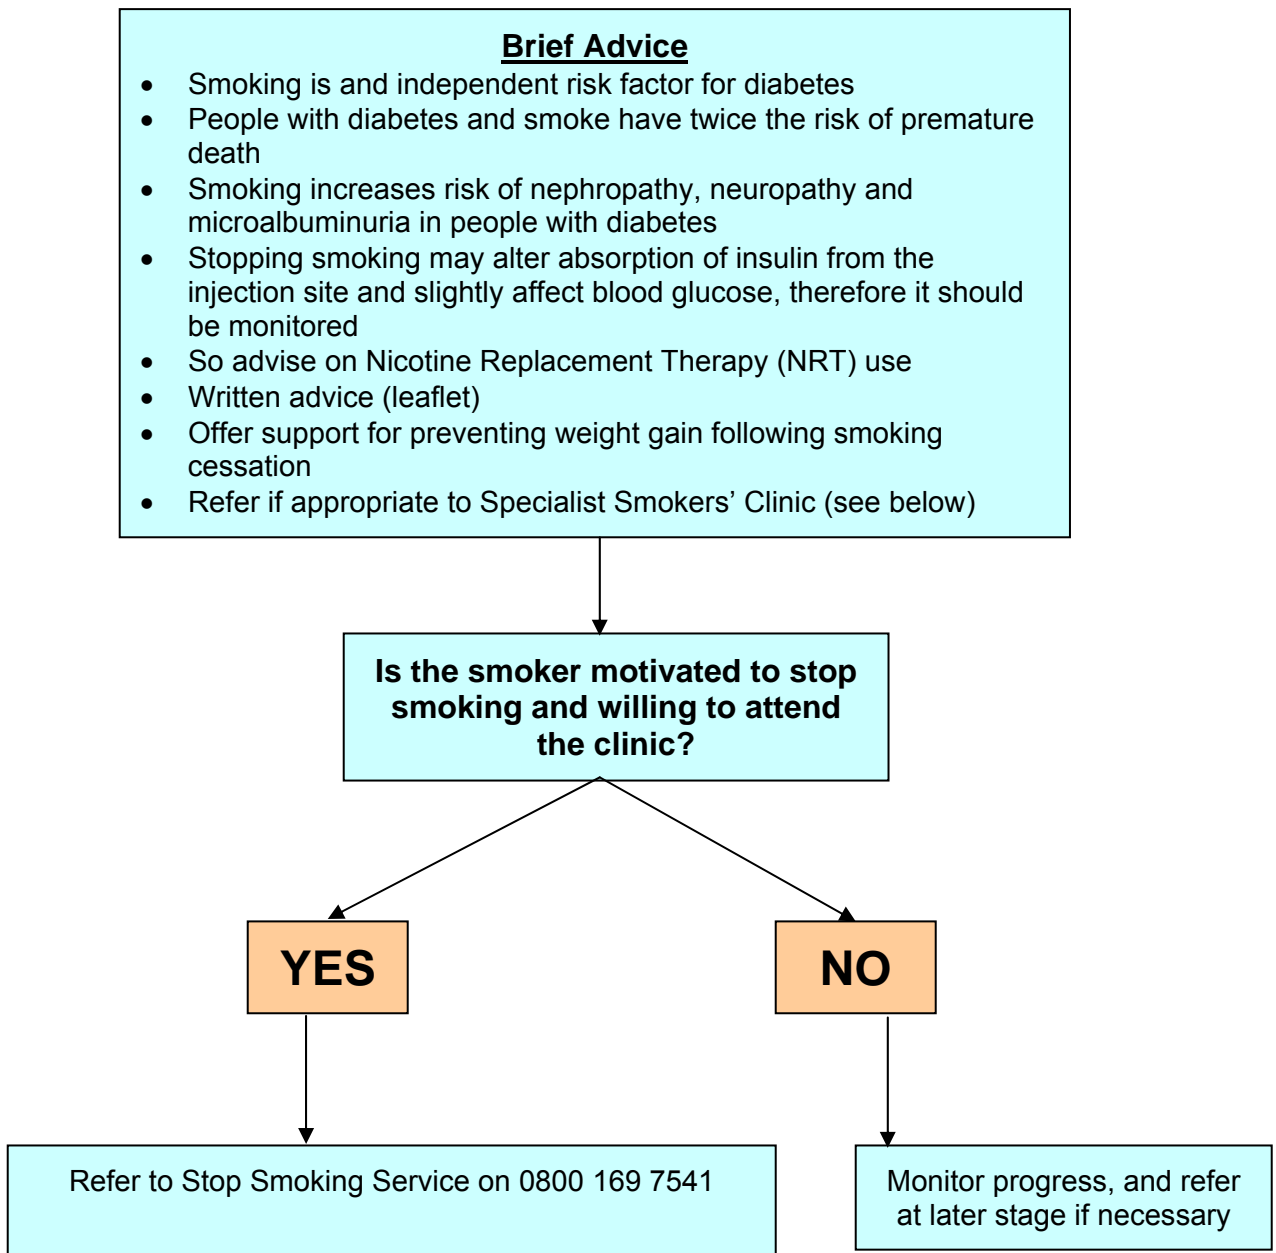 Brief Advice
• Smoking is and independent risk factor for diabetes
• People with diabetes and smoke have twice the risk of premature
death
• Smoking increases risk of nephropathy, neuropathy and
microalbuminuria in people with diabetes
• Stopping smoking may alter absorption of insulin from the
injection site and slightly affect blood glucose, therefore it should
be monitored
• So advise on Nicotine Replacement Therapy (NRT) use
• Written advice (leaflet)
• Offer support for preventing weight gain following smoking
cessation
• Refer if appropriate to Specialist Smokers’ Clinic (see below)
Is the smoker motivated to stop
smoking and willing to attend
the clinic?
YES
NO
Refer to Stop Smoking Service on 0800 169 7541
Monitor progress, and refer
at later stage if necessary